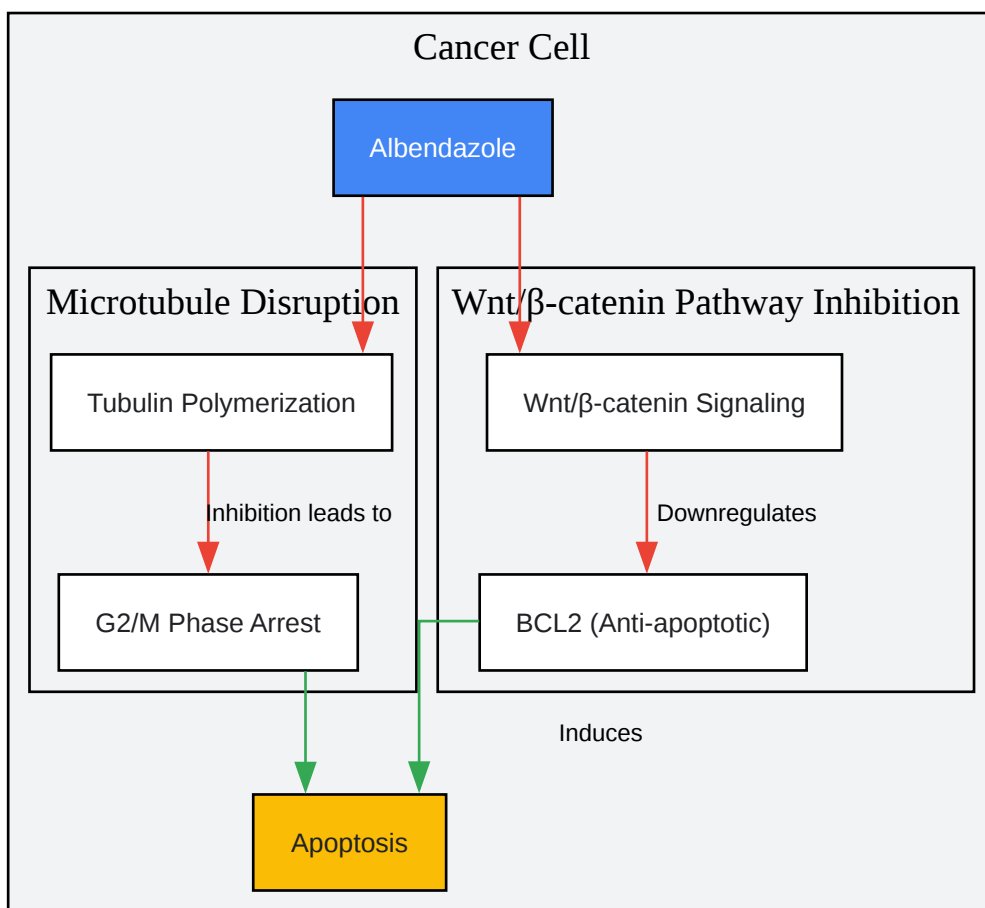 Cancer Cell
Albendazole
Microtubule Disruption
Wnt/β-catenin Pathway Inhibition
Tubulin Polymerization
Wnt/β-catenin Signaling
Inhibition leads to
Downregulates
G2/M Phase Arrest
BCL2 (Anti-apoptotic)
Induces
Apoptosis